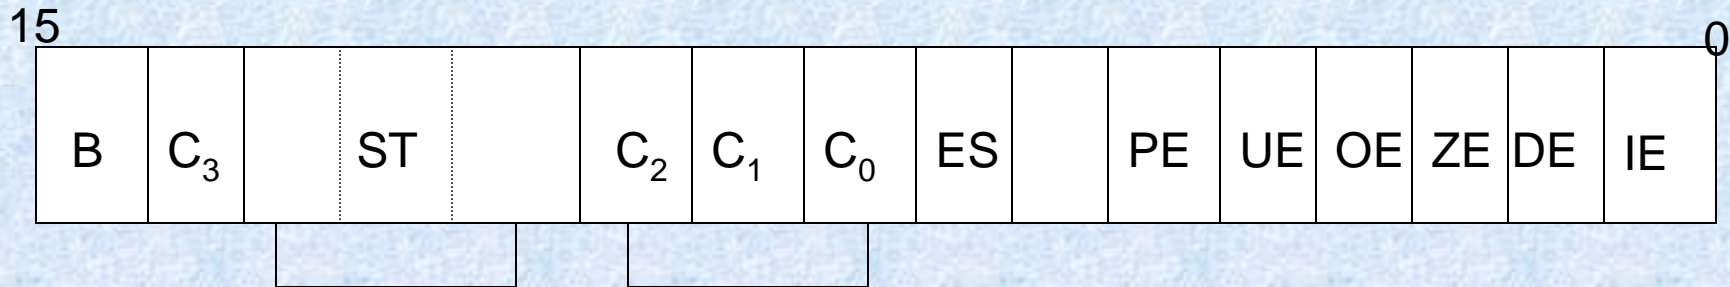 15 0
B C₃ ST C₂ C₁ C₀ ES PE UE OE ZE DE IE